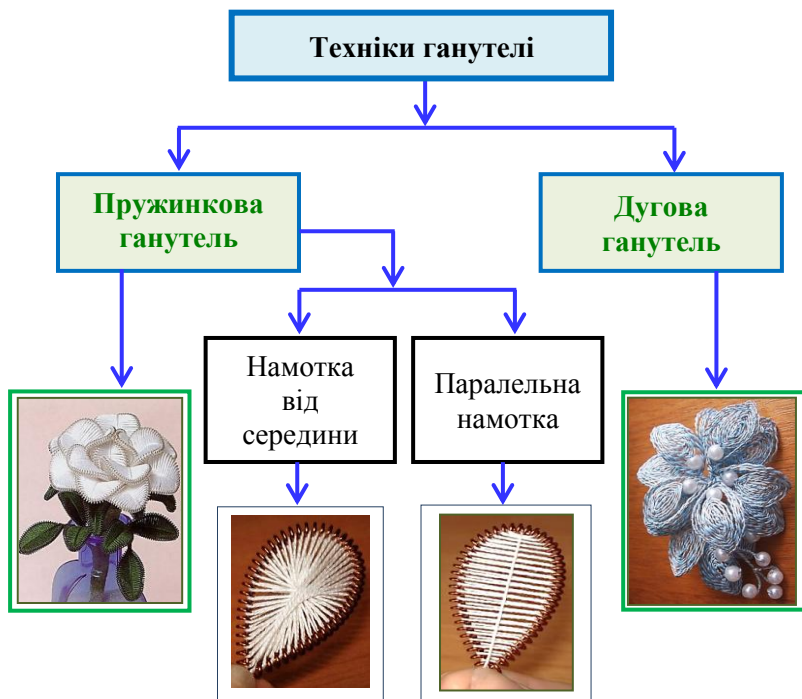 Техніки ганутелі
Пружинкова
ганутель
Дугова
ганутель
Намотка
від
середини
Паралельна
намотка